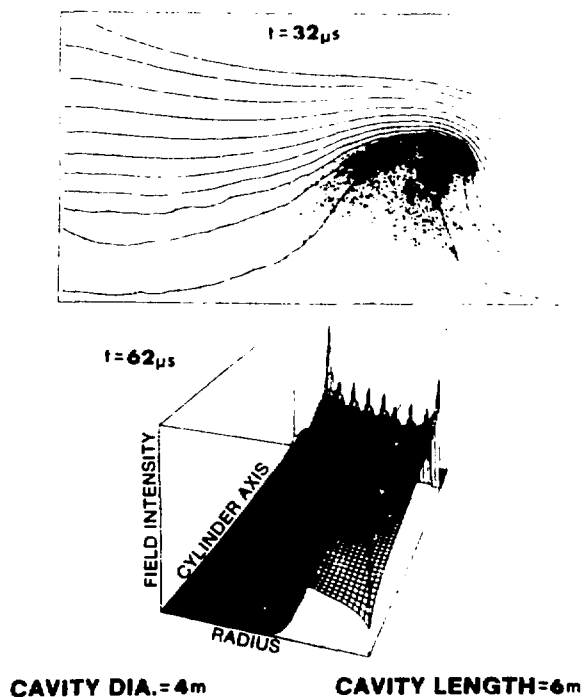 t=32μs
t=62μs
FIELD INTENSITY
CYLINDER AXIS
RADIUS
CAVITY DIA.=4m
CAVITY LENGTH=6m